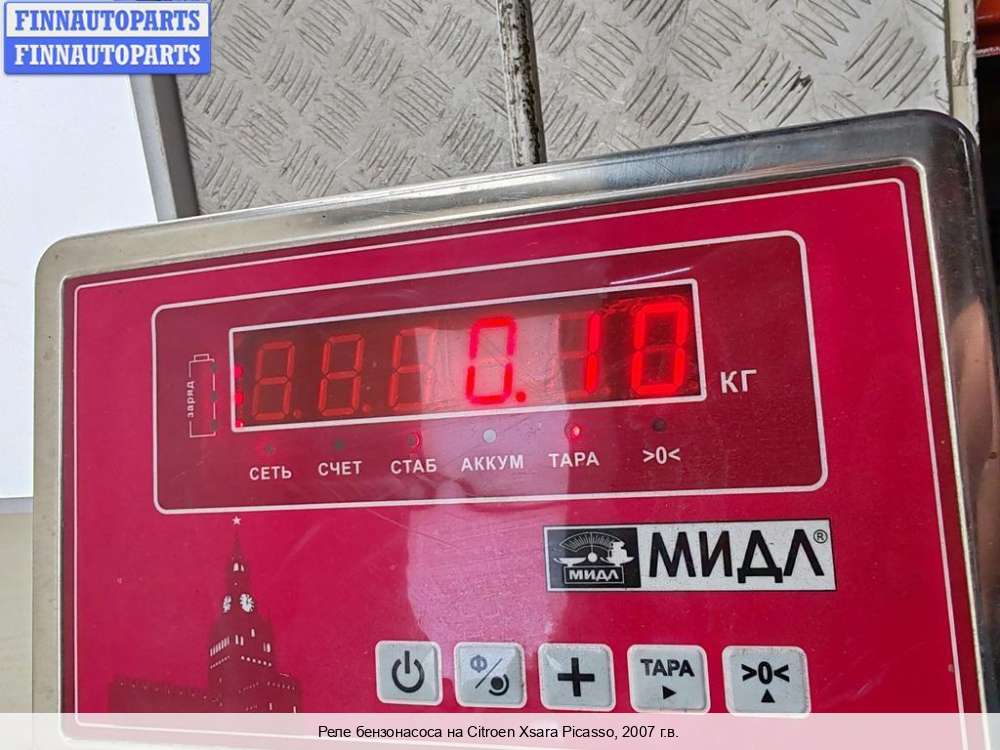 FINNAUTOPARTS
FINNAUTOPARTS
0.10
КГ
заряд
СЕТЬ СЧЕТ СТАБ АККУМ ТАРА >0<
МИДЛ МИДЛ®
Ф/ + ТАРА >0<
Реле бензонасоса на Citroen Xsara Picasso, 2007 г.в.